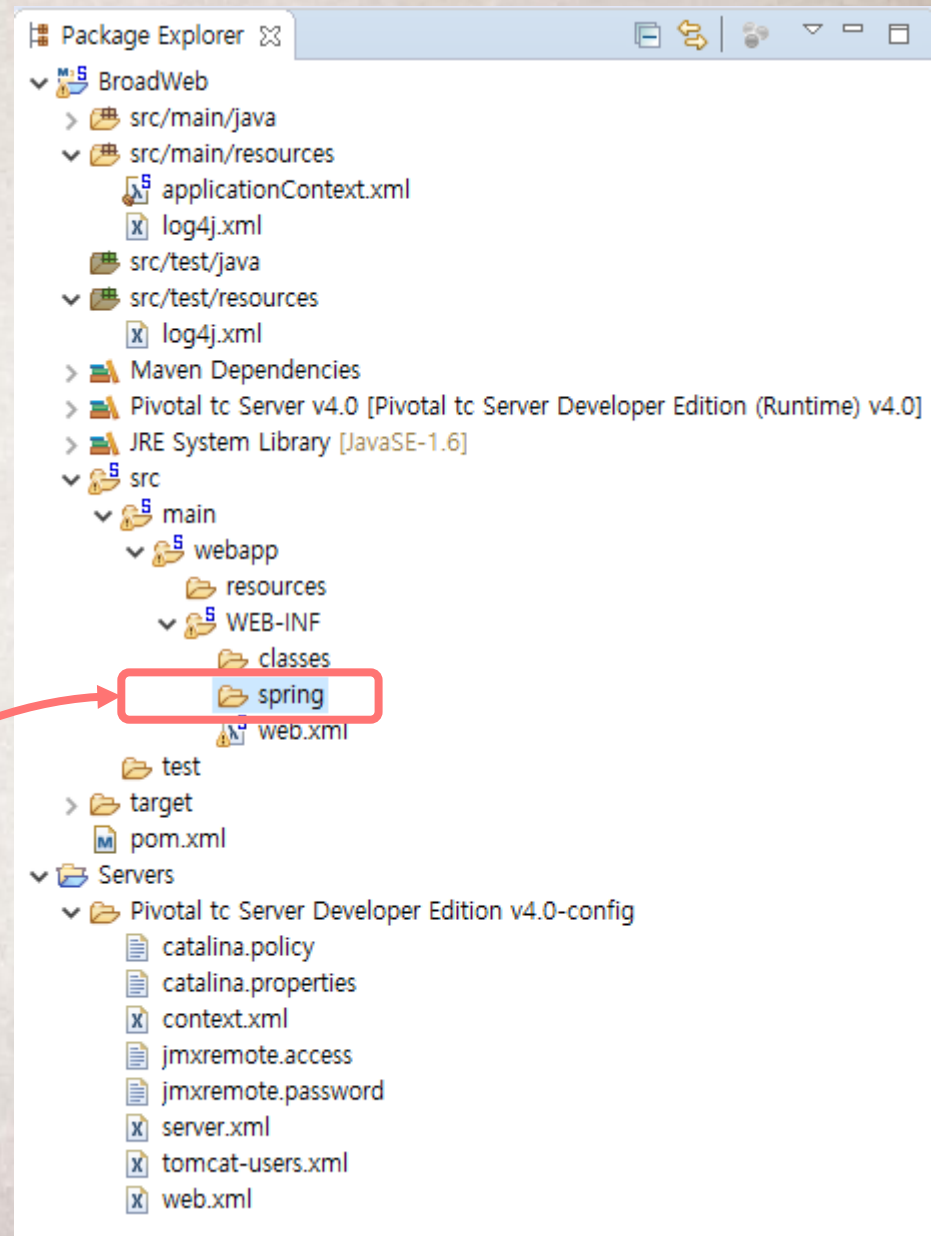 Package Explorer
BroadWeb
src/main/java
src/main/resources
applicationContext.xml
log4j.xml
src/test/java
src/test/resources
log4j.xml
Maven Dependencies
Pivotal tc Server v4.0 [Pivotal tc Server Developer Edition (Runtime) v4.0]
JRE System Library [JavaSE-1.6]
src
main
webapp
resources
WEB-INF
classes
spring
web.xml
test
target
pom.xml
Servers
Pivotal tc Server Developer Edition v4.0-config
catalina.policy
catalina.properties
context.xml
jmxremote.access
jmxremote.password
server.xml
tomcat-users.xml
web.xml